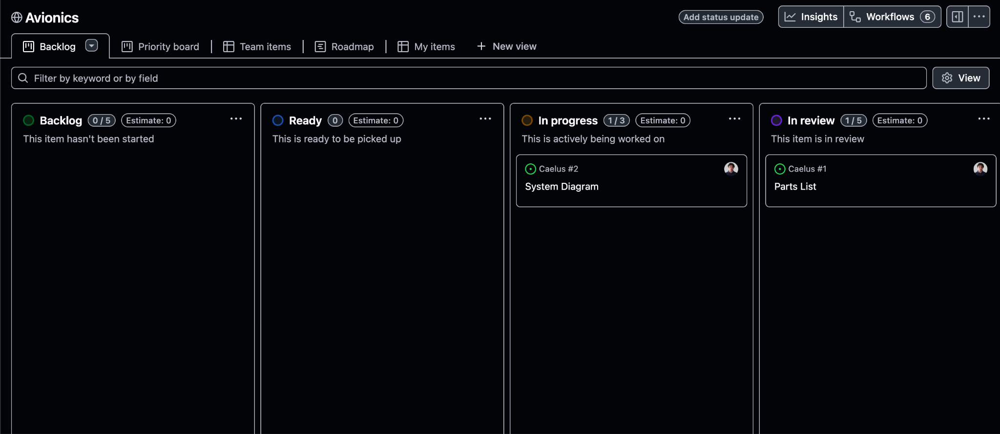 Avionics
Add status update
Insights
Workflows 6
Backlog
Priority board
Team items
Roadmap
My items
New view
Filter by keyword or by field
View
Backlog 0 / 5 Estimate: 0
This item hasn't been started
Ready 0 Estimate: 0
This is ready to be picked up
In progress 1 / 3 Estimate: 0
This is actively being worked on
Caelus #2
System Diagram
In review 1 / 5 Estimate: 0
This item is in review
Caelus #1
Parts List